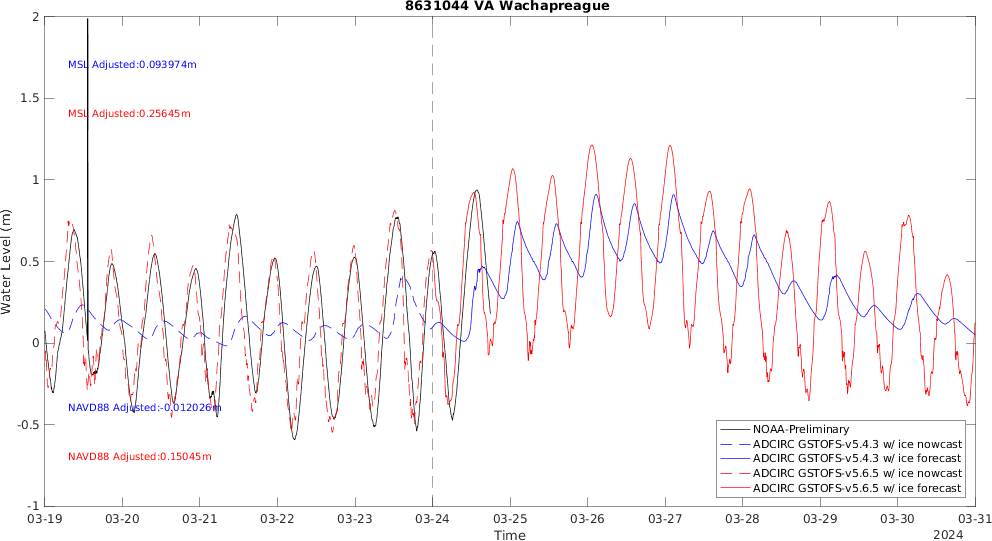 8631044 VA Wachapreague
2
1.5
1
0.5
0
-0.5
-1
Water Level (m)
MSL Adjusted:0.093974m
MSL Adjusted:0.25645m
NAVD88 Adjusted:-0.012026m
NAVD88 Adjusted:0.15045m
NOAA-Preliminary
ADCIRC GSTOFS-v5.4.3 w/ ice nowcast
ADCIRC GSTOFS-v5.4.3 w/ ice forecast
ADCIRC GSTOFS-v5.6.5 w/ ice nowcast
ADCIRC GSTOFS-v5.6.5 w/ ice forecast
03-19 03-20 03-21 03-22 03-23 03-24 03-25 03-26 03-27 03-28 03-29 03-30 03-31
Time
2024